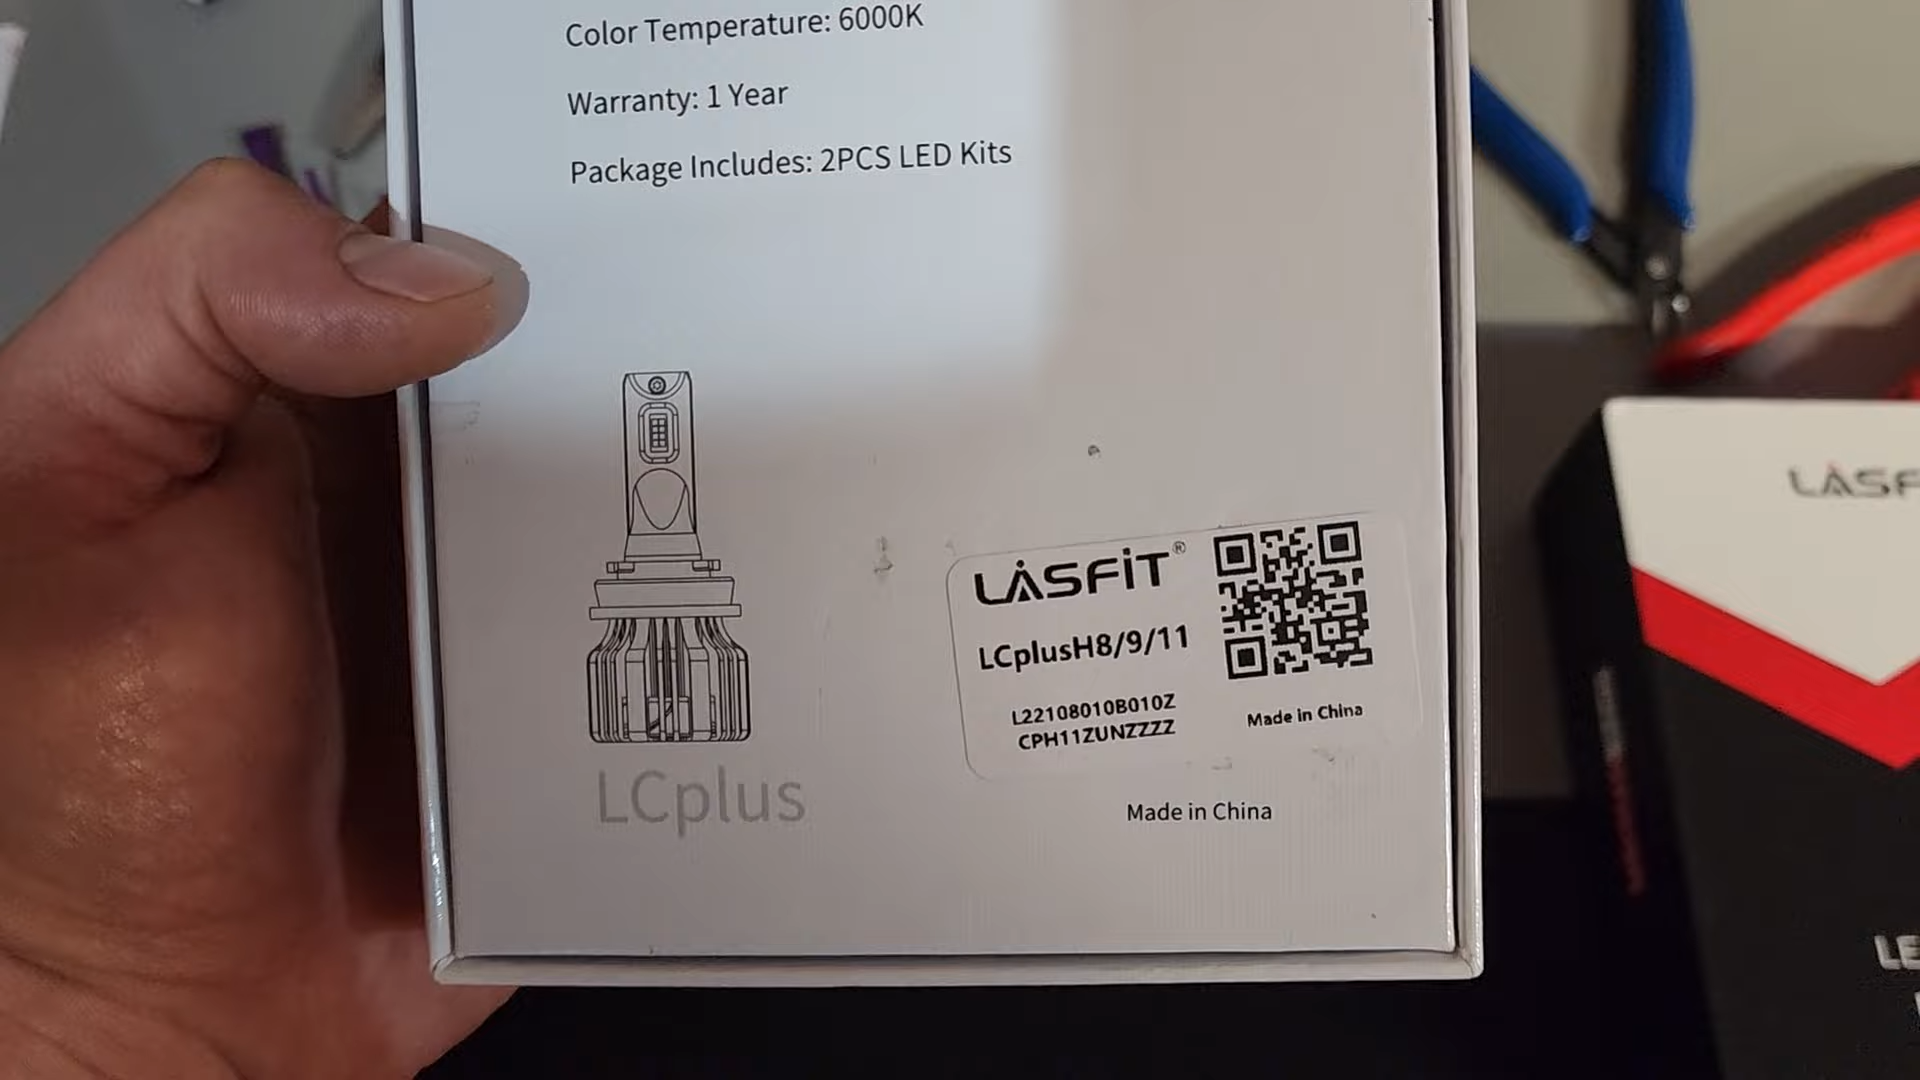 Color Temperature: 6000K
Warranty: 1 Year
Package Includes: 2PCS LED Kits
LASFIT®
LCplusH8/9/11
L22108010B010Z
CPH11ZUNZZZZ
Made in China
LCplus
Made in China
LASF
LE